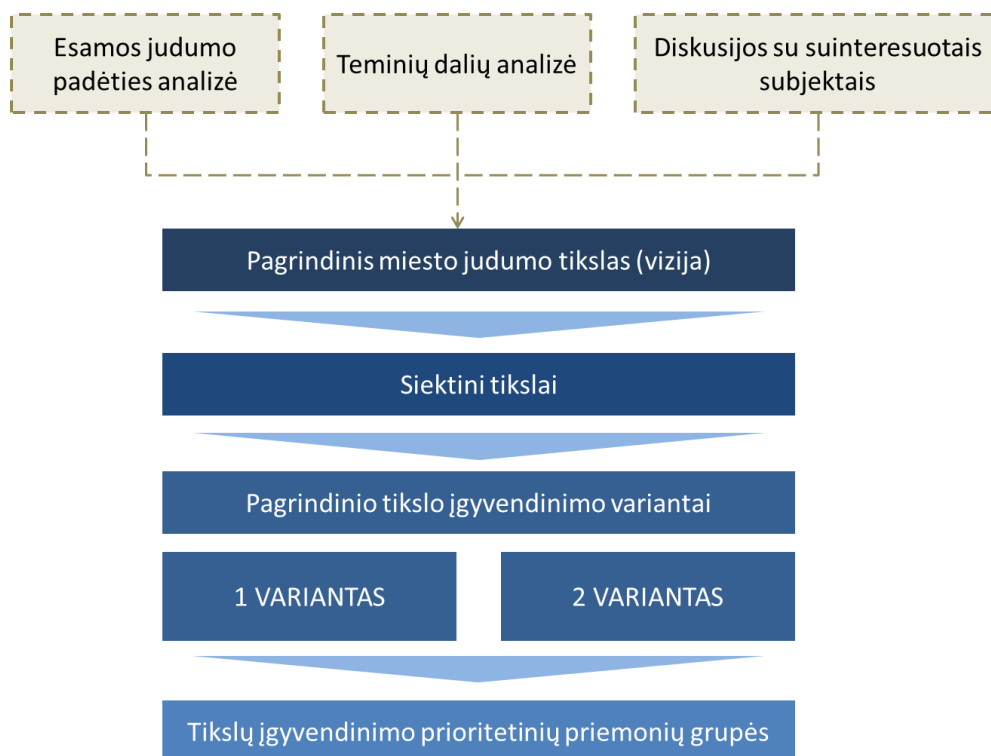 Esamos judumo
padėties analizė
Teminių dalių analizė
Diskusijos su suinteresuotais
subjektais
Pagrindinis miesto judumo tikslas (vizija)
Siektini tikslai
Pagrindinio tikslo įgyvendinimo variantai
1 VARIANTAS
2 VARIANTAS
Tikslų įgyvendinimo prioritetinių priemonių grupės